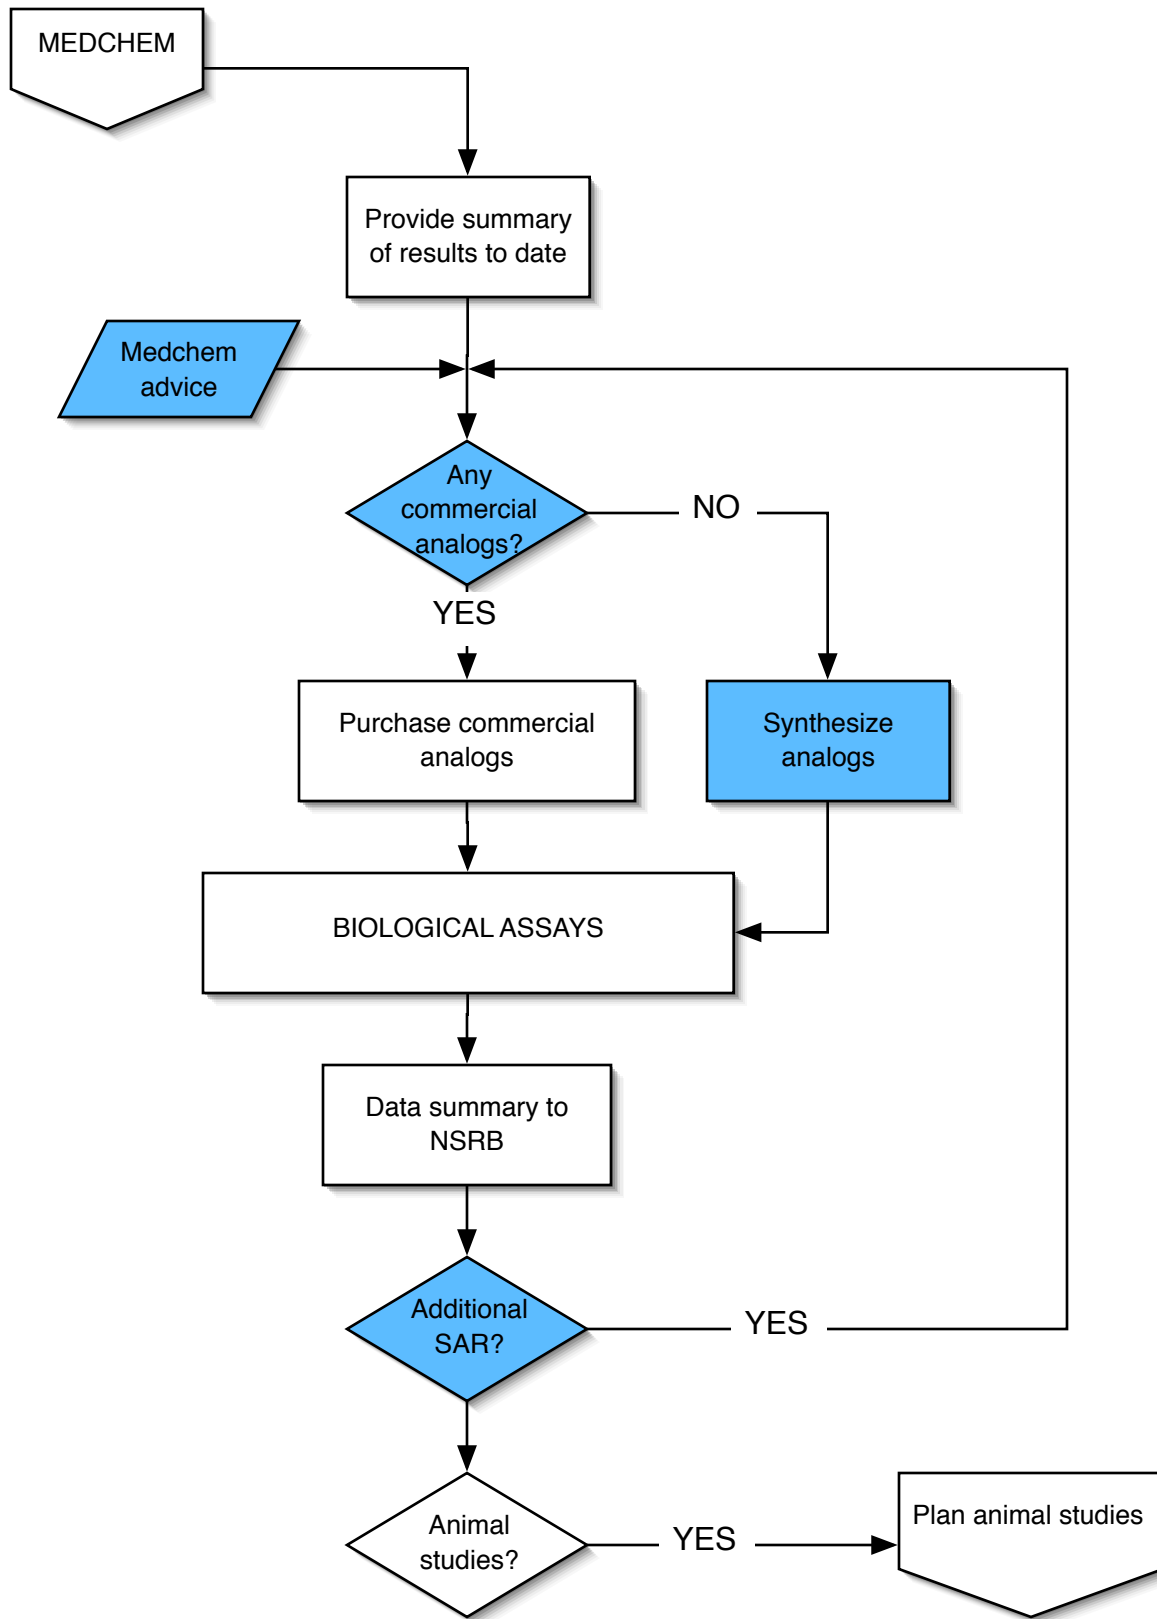 MEDCHEM
Provide summary
of results to date
Medchem
advice
Any
commercial
analogs?
NO
YES
Purchase commercial
analogs
Synthesize
analogs
BIOLOGICAL ASSAYS
Data summary to
NSRB
Additional
SAR?
YES
Animal
studies?
YES
Plan animal studies